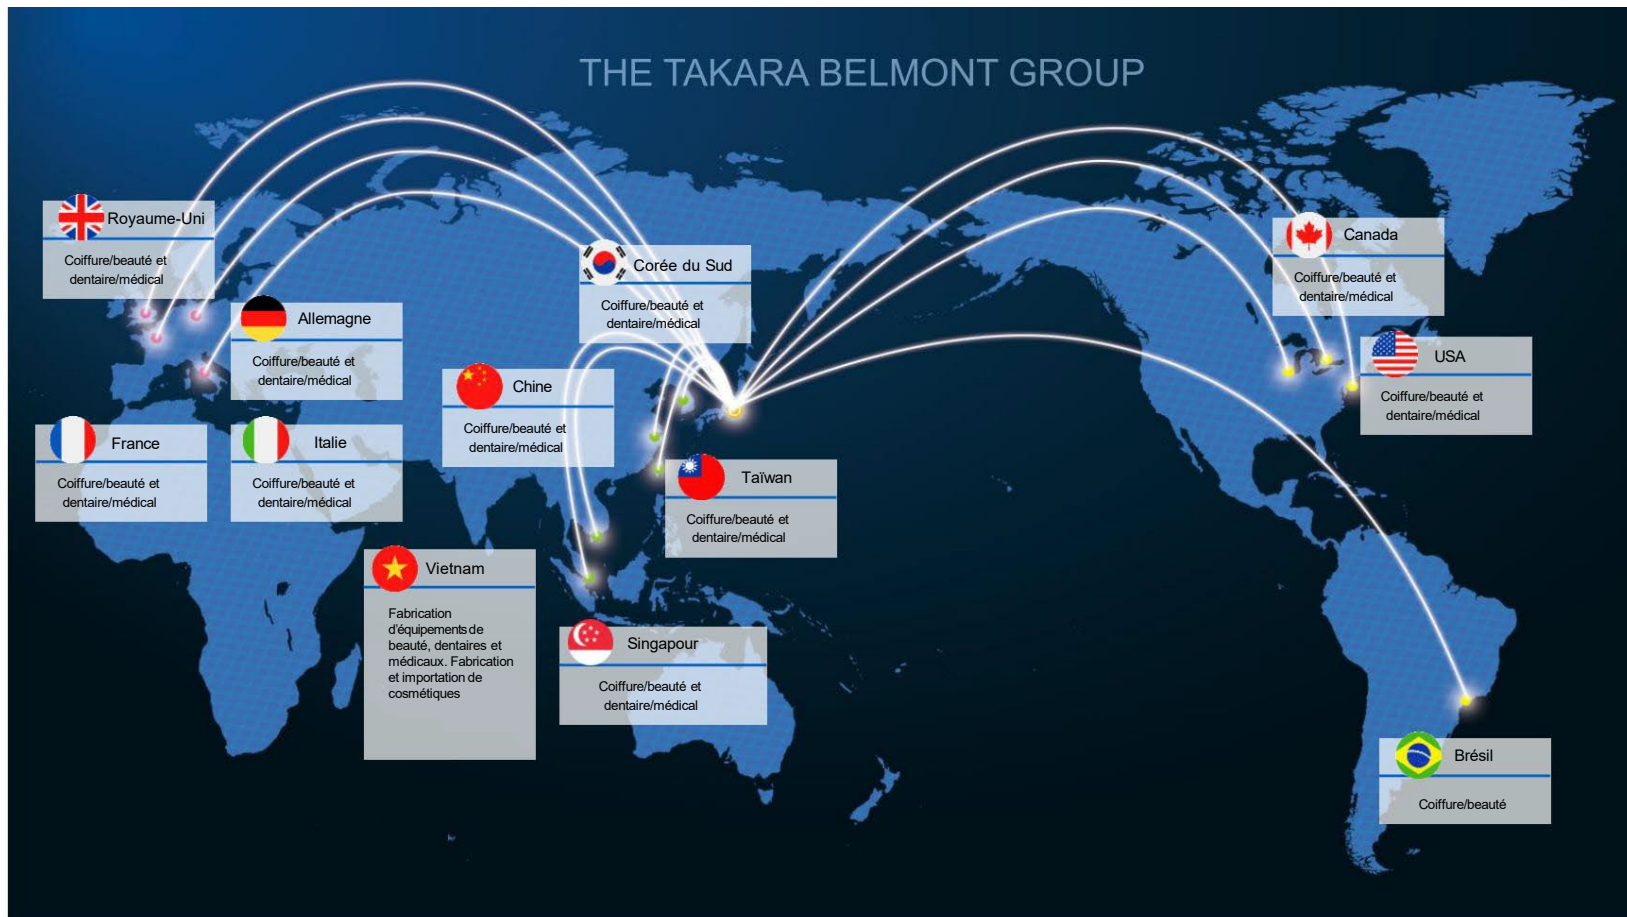 THE TAKARA BELMONT GROUP
Royaume-Uni
Coiffure/beauté et
dentaire/médical
Allemagne
Coiffure/beauté et
dentaire/médical
France
Coiffure/beauté et
dentaire/médical
Italie
Coiffure/beauté et
dentaire/médical
Corée du Sud
Coiffure/beauté et
dentaire/médical
Chine
Coiffure/beauté et
dentaire/médical
Taïwan
Coiffure/beauté et
dentaire/médical
Vietnam
Fabrication
d'équipements de
beauté, dentaires et
médicaux. Fabrication
et importation de
cosmétiques
Singapour
Coiffure/beauté et
dentaire/médical
Canada
Coiffure/beauté et
dentaire/médical
USA
Coiffure/beauté et
dentaire/médical
Brésil
Coiffure/beauté